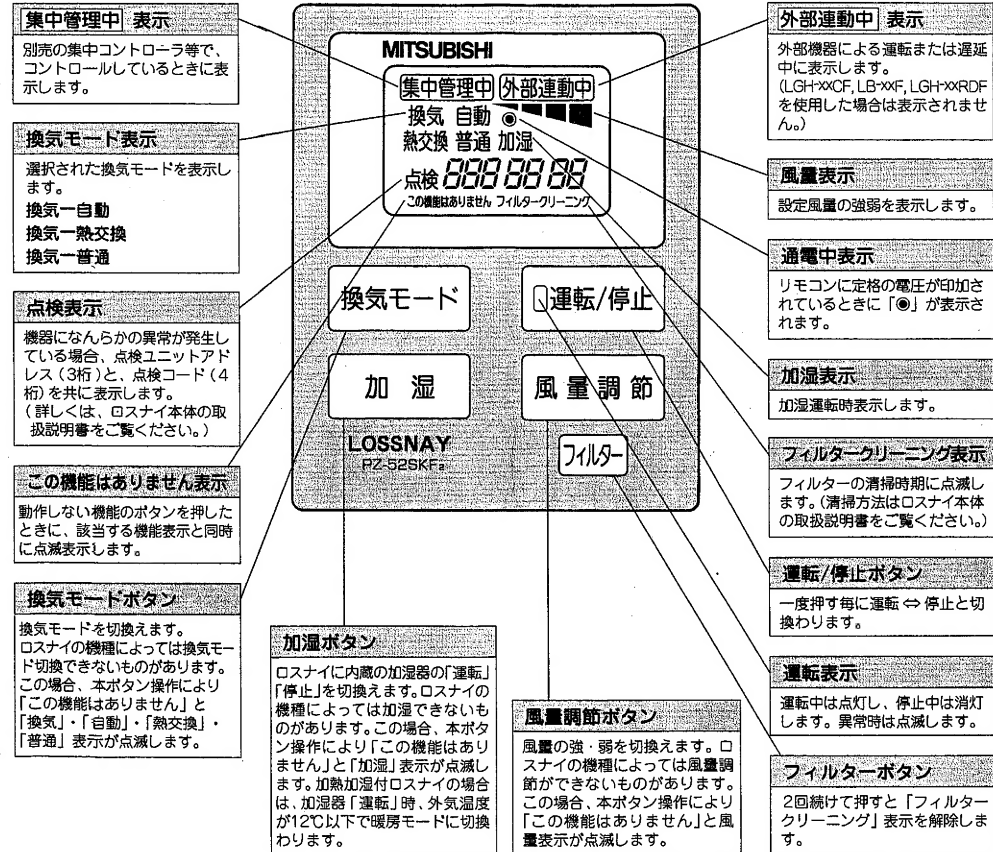 集中管理中 表示
別売の集中コントローラ等で、
コントロールしているときに表
示します。
換気モード表示
選択された換気モードを表示し
ます。
換気ー自動
換気ー熱交換
換気ー普通
点検表示
機器になんらかの異常が発生し
ている場合、点検ユニットアド
レス(3桁)と、点検コード(4
桁)を共に表示します。
(詳しくは、ロスナイ本体の取
扱説明書をご覧ください。)
この機能はありません表示
動作しない機能のボタンを押した
ときに、該当する機能表示と同時
に点滅表示します。
換気モードボタン
換気モードを切換えます。
ロスナイの機種によっては換気モー
ド切換できないものがあります。
この場合、本ボタン操作により
「この機能はありません」と
「換気」・「自動」・「熱交換」・
「普通」表示が点滅します。
MITSUBISHI
集中管理中 外部連動中
換気 自動 ◉
熱交換 普通 加湿
点検 888 88 88
この機能はありません フィルタークリーニング
換気モード
運転/停止
加 湿
風量調節
LOSSNAY
PZ-52SKF2
フィルター
加湿ボタン
ロスナイに内蔵の加湿器の「運転」
「停止」を切換えます。ロスナイの
機種によっては加湿できないも
のがあります。この場合、本ボタ
ン操作により「この機能はあり
ません」と「加湿」表示が点滅し
ます。加熱加湿付ロスナイの場合
は、加湿器「運転」時、外気温度
が12℃以下で暖房モードに切換
わります。
風量調節ボタン
風量の強・弱を切換えます。ロ
スナイの機種によっては風量調
節ができないものがあります。
この場合、本ボタン操作により
「この機能はありません」と風
量表示が点滅します。
外部連動中 表示
外部機器による運転または遅延
中に表示します。
(LGH-××CF, LB-××F, LGH-××RDF
を使用した場合は表示されませ
ん。)
風量表示
設定風量の強弱を表示します。
通電中表示
リモコンに定格の電圧が印加さ
れているときに「◉」が表示さ
れます。
加湿表示
加湿運転時表示します。
フィルタークリーニング表示
フィルターの清掃時期に点滅し
ます。(清掃方法はロスナイ本体
の取扱説明書をご覧ください。)
運転/停止ボタン
一度押す毎に運転⇔停止と切
換わります。
運転表示
運転中は点灯し、停止中は消灯
します。異常時は点滅します。
フィルターボタン
2回続けて押すと「フィルター
クリーニング」表示を解除しま
す。